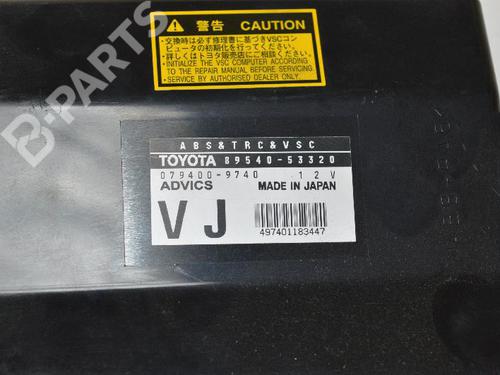 警告 CAUTION
・交換時は必ず修理書に基づきVSCコン
ピュータの初期化を行ってください。
・詳しくはトヨタ販売店にご相談ください。
・INITIALIZE THE VSC COMPUTER ACCORDING
TO THE REPAIR MANUAL BEFORE SERVICE.
・SERVICE BY AUTHORISED DEALER ONLY!
ABS&TRC&VSC
TOYOTA 89540-53320
079400-9740 12V
ADVICS MADE IN JAPAN
VJ
497401183447
B-PARTS